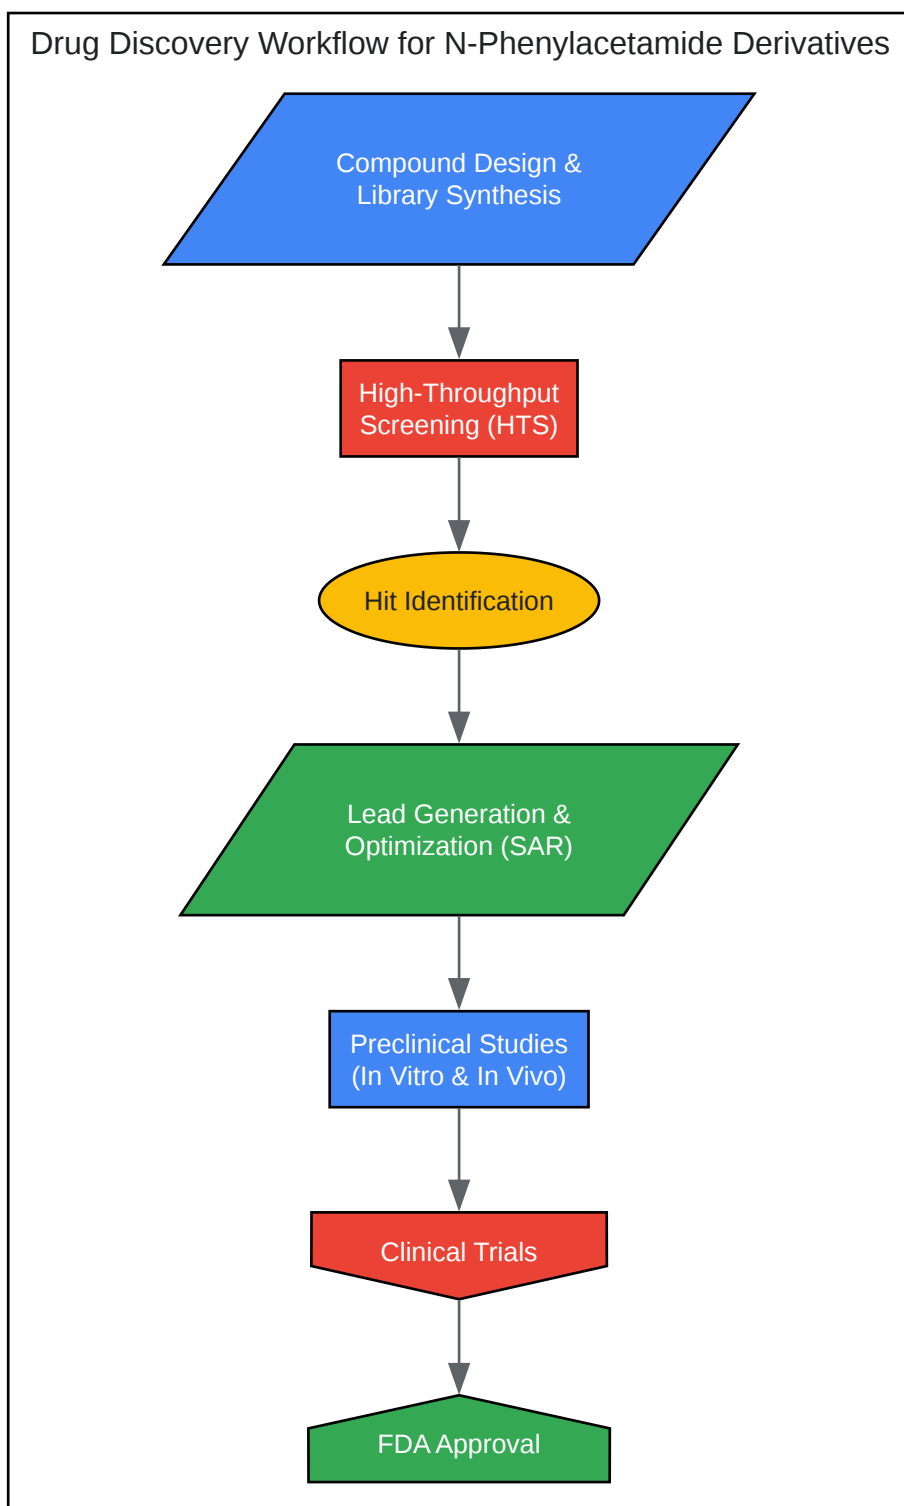 Drug Discovery Workflow for N-Phenylacetamide Derivatives
Compound Design &
Library Synthesis
High-Throughput
Screening (HTS)
Hit Identification
Lead Generation &
Optimization (SAR)
Preclinical Studies
(In Vitro & In Vivo)
Clinical Trials
FDA Approval